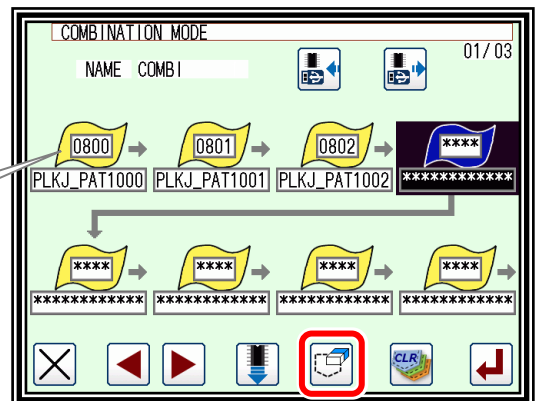 COMBINATION MODE
01/03
NAME COMBI
0800 0801 0802 ****
PLKJ_PAT1000 PLKJ_PAT1001 PLKJ_PAT1002 ************
**** **** **** ****
************ ************ ************ ************
CLR